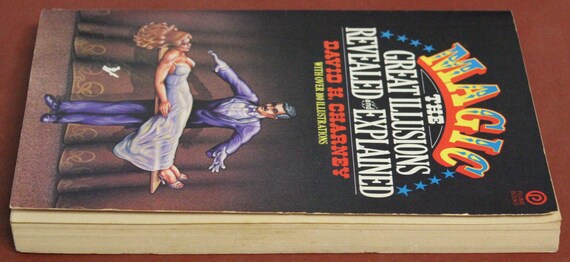 THE
MAGIC
GREAT ILLUSIONS
REVEALED and EXPLAINED
DAVID H. CHARNEY
WITH OVER 100 ILLUSTRATIONS